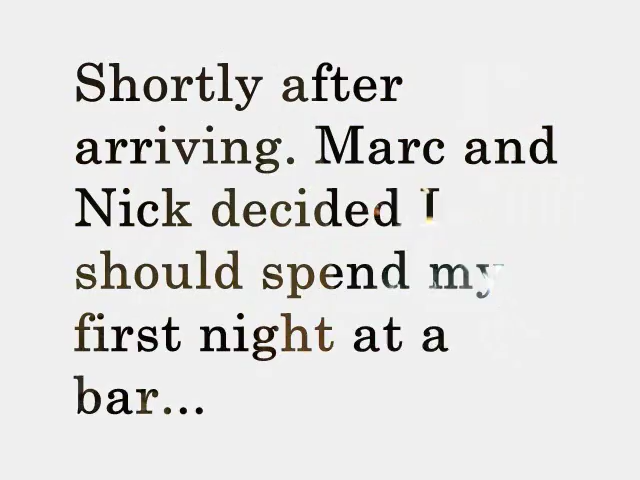 Shortly after
arriving. Marc and
Nick decided I
should spend my
first night at a
bar...